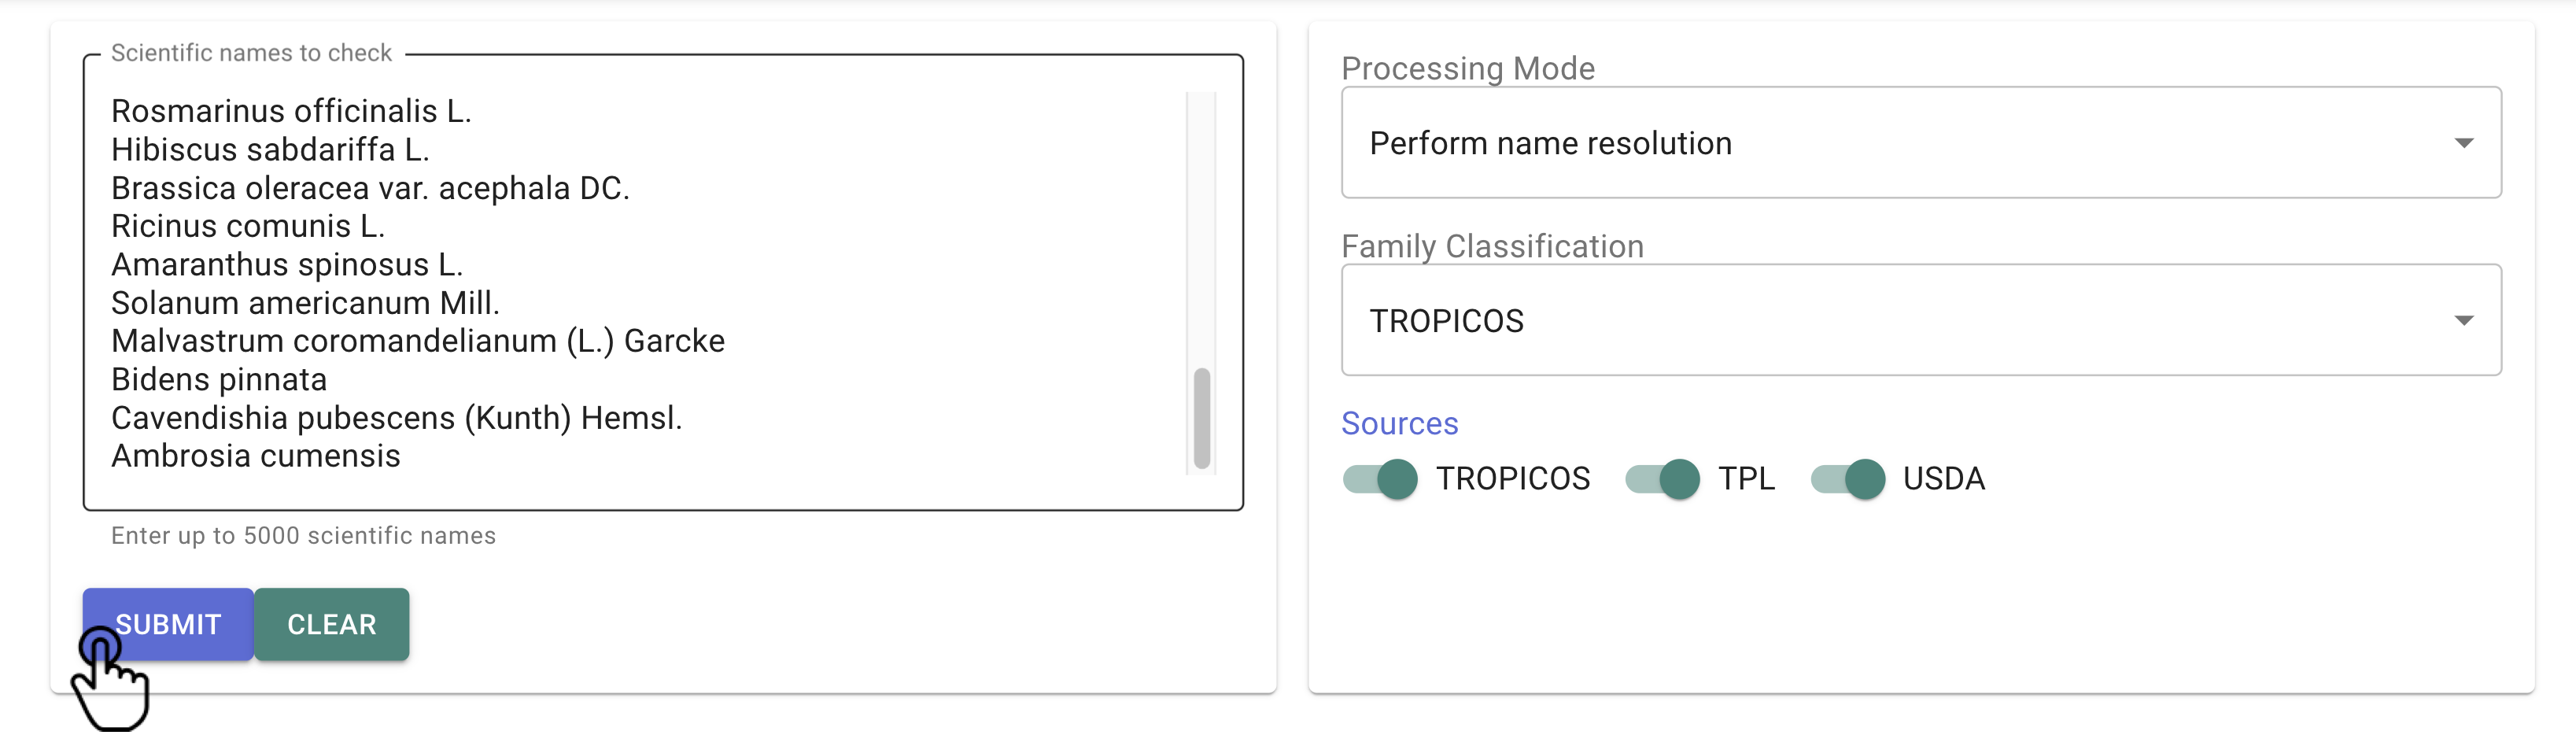 Scientific names to check
Rosmarinus officinalis L.
Hibiscus sabdariffa L.
Brassica oleracea var. acephala DC.
Ricinus comunis L.
Amaranthus spinosus L.
Solanum americanum Mill.
Malvastrum coromandelianum (L.) Garcke
Bidens pinnata
Cavendishia pubescens (Kunth) Hemsl.
Ambrosia cumensis
Enter up to 5000 scientific names
SUBMIT CLEAR
Processing Mode
Perform name resolution
Family Classification
TROPICOS
Sources
TROPICOS TPL USDA